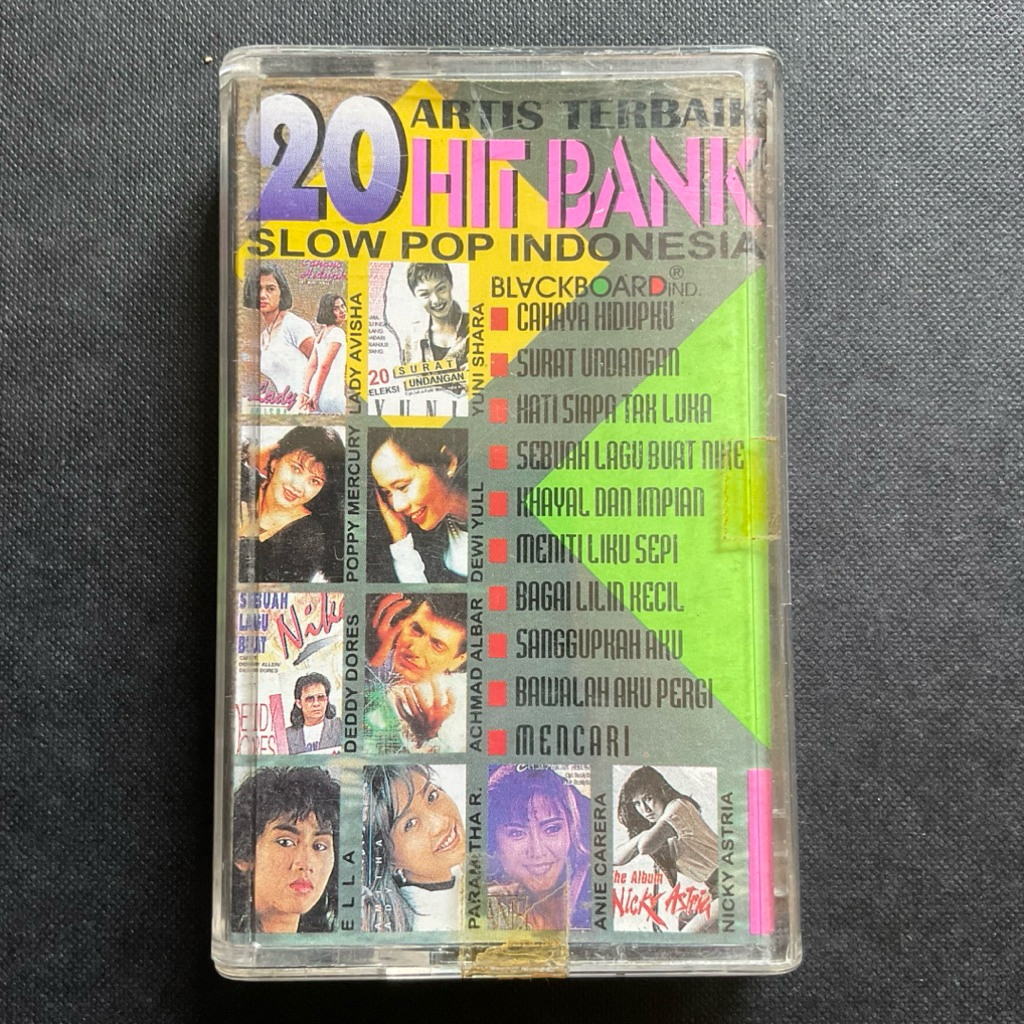 20 ARTIS TERBAIK
HIT BANK
SLOW POP INDONESIA
BLACKBOARD® IND.
CAHAYA HIDUPKU
SURAT UNDANGAN
HATI SIAPA TAK LUKA
SEBUAH LAGU BUAT NIKE
KHAYAL DAN IMPIAN
MENITI LIKU SEPI
BAGAI LILIN KECIL
SANGGUPKAH AKU
BAWALAH AKU PERGI
MENCARI
Lady
LADY AVISHA
20 SURAT
UNDANGAN
YUNI
YUNI SHARA
POPPY MERCURY
DEWI YULL
SEBUAH
LAGU
BUAT
Nike
DEDDY DORES
ACHMAD ALBAR
ELLA
PARAMITHA R.
ANIE CARERA
The Album
Nicky Astria
NICKY ASTRIA